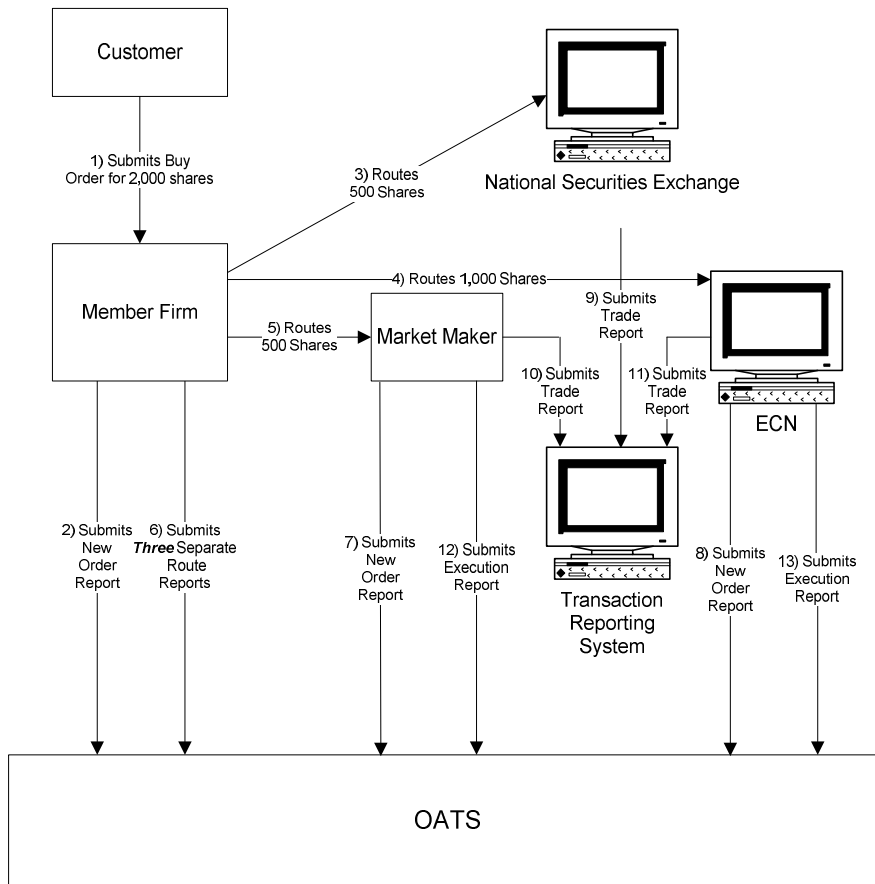 Customer
1) Submits Buy
Order for 2,000 shares
3) Routes
500 Shares
National Securities Exchange
Member Firm
4) Routes 1,000 Shares
5) Routes
500 Shares
Market Maker
9) Submits
Trade
Report
10) Submits
Trade
Report
11) Submits
Trade
Report
ECN
2) Submits
New
Order
Report
6) Submits
Three Separate
Route
Reports
7) Submits
New
Order
Report
12) Submits
Execution
Report
Transaction
Reporting
System
8) Submits
New
Order
Report
13) Submits
Execution
Report
OATS